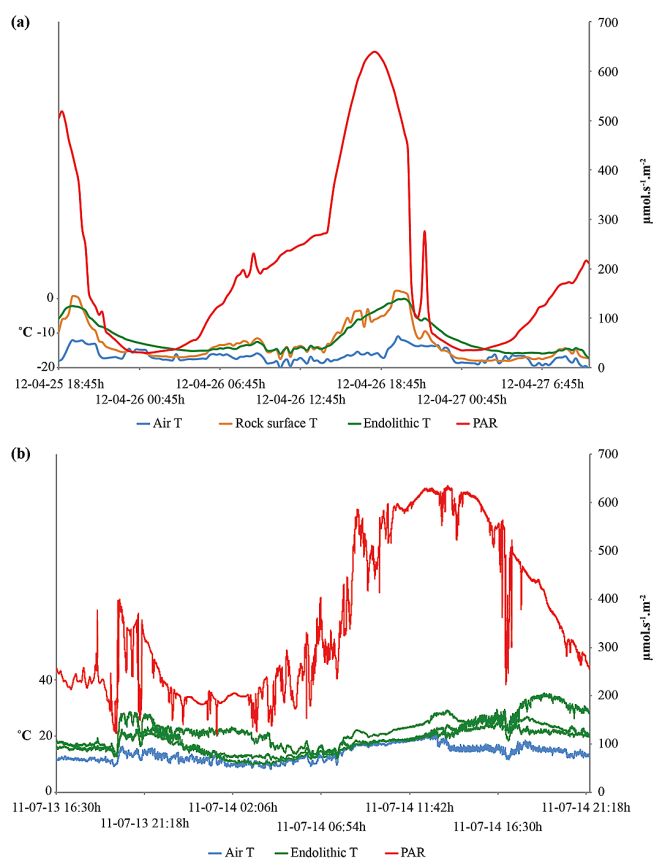 (a)
700
600
500
400
300
200
100
0
µmol.s⁻¹.m⁻²
0
°C -10
-20
12-04-25 18:45h
12-04-26 06:45h
12-04-26 18:45h
12-04-27 6:45h
12-04-26 00:45h
12-04-26 12:45h
12-04-27 00:45h
Air T
Rock surface T
Endolithic T
PAR
(b)
700
600
500
400
300
200
100
0
µmol.s⁻¹.m⁻²
40
°C 20
0
11-07-13 16:30h
11-07-14 02:06h
11-07-14 11:42h
11-07-14 21:18h
11-07-13 21:18h
11-07-14 06:54h
11-07-14 16:30h
Air T
Endolithic T
PAR